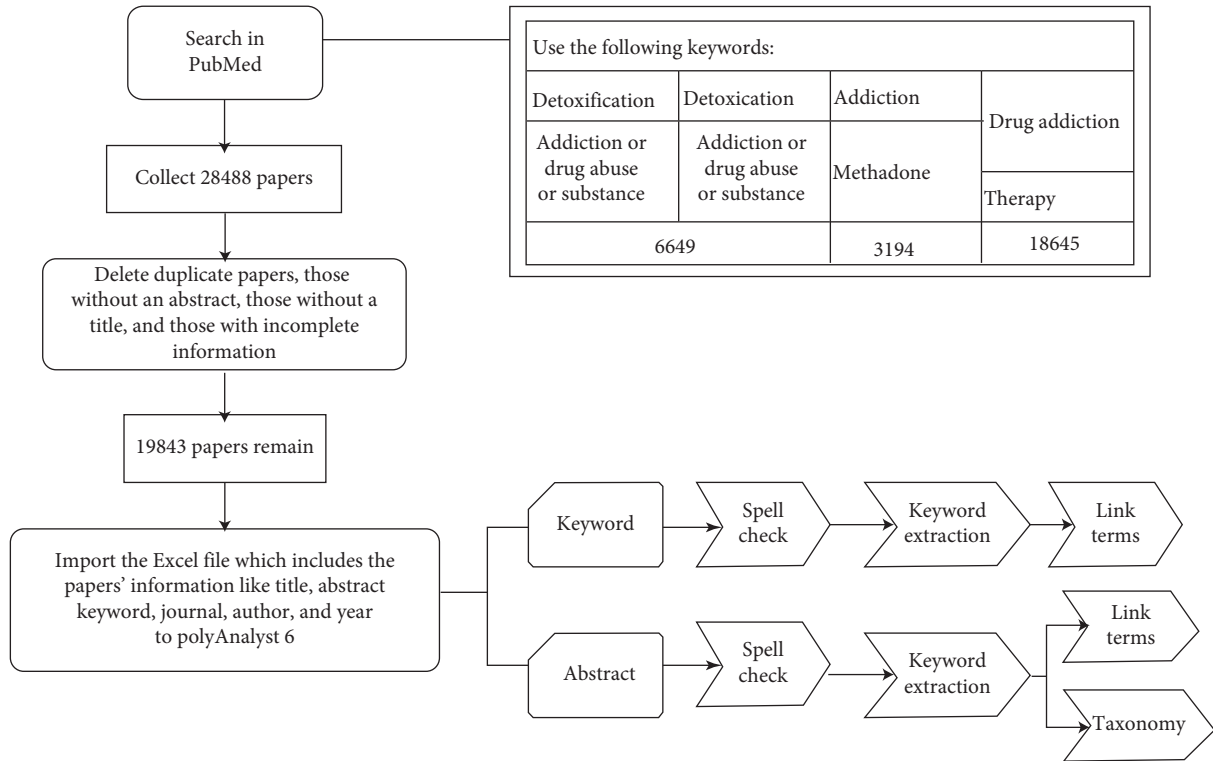 Search in
PubMed
Use the following keywords:
Detoxification
Detoxication
Addiction
Drug addiction
Addiction or
drug abuse
or substance
Addiction or
drug abuse
or substance
Methadone
Therapy
6649
3194
18645
Collect 28488 papers
Delete duplicate papers, those
without an abstract, those without a
title, and those with incomplete
information
19843 papers remain
Import the Excel file which includes the
papers’ information like title, abstract
keyword, journal, author, and year
to polyAnalyst 6
Keyword
Spell
check
Keyword
extraction
Link
terms
Abstract
Spell
check
Keyword
extraction
Link
terms
Taxonomy